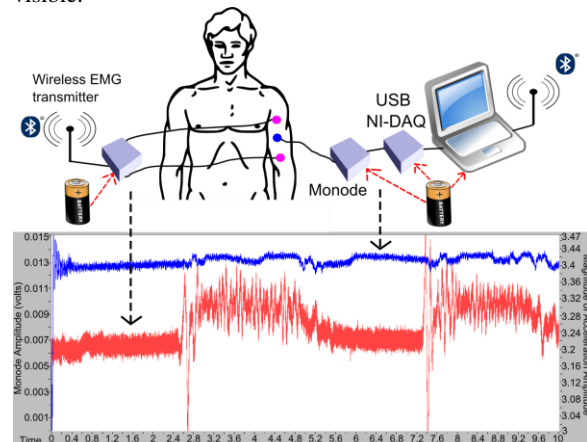 visible.
Wireless EMG
transmitter
USB
NI-DAQ
Monode
BATTERY
BATTERY
Monode Amplitude (volts)
0.015
0.013
0.011
0.009
0.007
0.005
0.003
0.001
3.47
3.44
3.4
3.36
3.32
3.28
3.24
3.2
3.16
3.12
3.08
3.04
3
Time 0 0.4 0.8 1.2 1.6 2 2.4 2.8 3.2 3.6 4 4.4 4.8 5.2 5.6 6 6.4 6.8 7.2 7.6 8 8.4 8.8 9.2 9.6 10